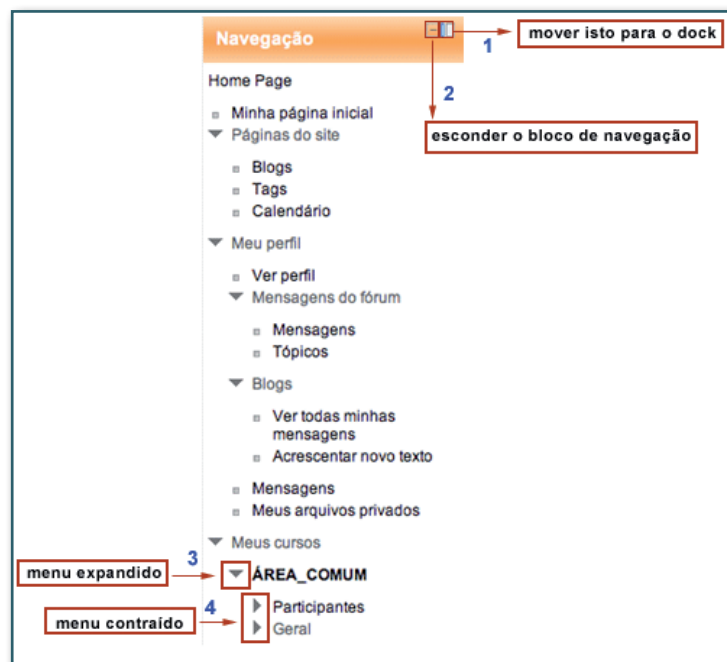 Navegação
1
mover isto para o dock
Home Page
2
Minha página inicial
esconder o bloco de navegação
Páginas do site
Blogs
Tags
Calendário
Meu perfil
Ver perfil
Mensagens do fórum
Mensagens
Tópicos
Blogs
Ver todas minhas
mensagens
Acrescentar novo texto
Mensagens
Meus arquivos privados
Meus cursos
3
menu expandido
ÁREA_COMUM
4
menu contraído
Participantes
Geral